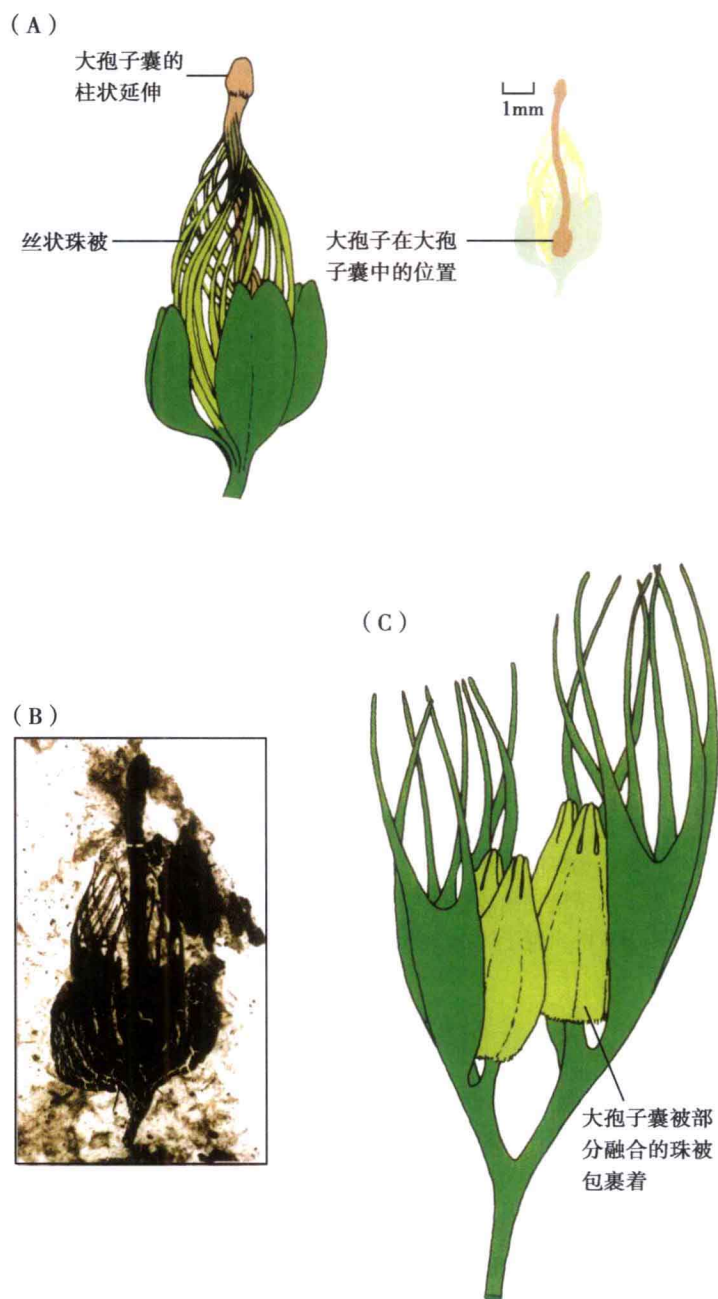 （A）
大孢子囊的
柱状延伸
1mm
丝状珠被
大孢子在大孢
子囊中的位置
（C）
（B）
大孢子囊被部
分融合的珠被
包裹着